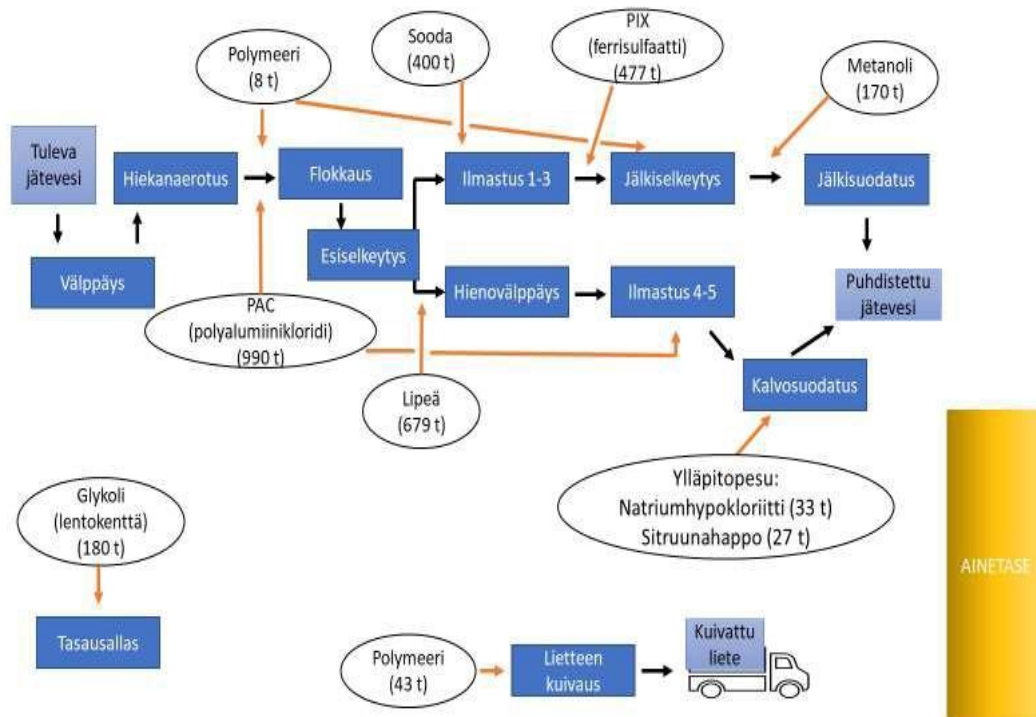 Polymeeri
(8 t)
Sooda
(400 t)
PIX
(ferrisulfaatti)
(477 t)
Metanoli
(170 t)
Tuleva
jätevesi
Hiekanaerotus
Flokkaus
Ilmastus 1-3
Jälkiselkeytys
Jälkisuodatus
Välppäys
Esiselkeytys
Hienovälppäys
Ilmastus 4-5
Puhdistettu
jätevesi
PAC
(polyalumiinikloridi)
(990 t)
Lipeä
(679 t)
Kalvosuodatus
Ylläpitopesu:
Natriumhypokloriitti (33 t)
Sitruunahappo (27 t)
Glykoli
(lentokenttä)
(180 t)
AINETASE
Tasausallas
Polymeeri
(43 t)
Lietteen
kuivaus
Kuivattu
liete